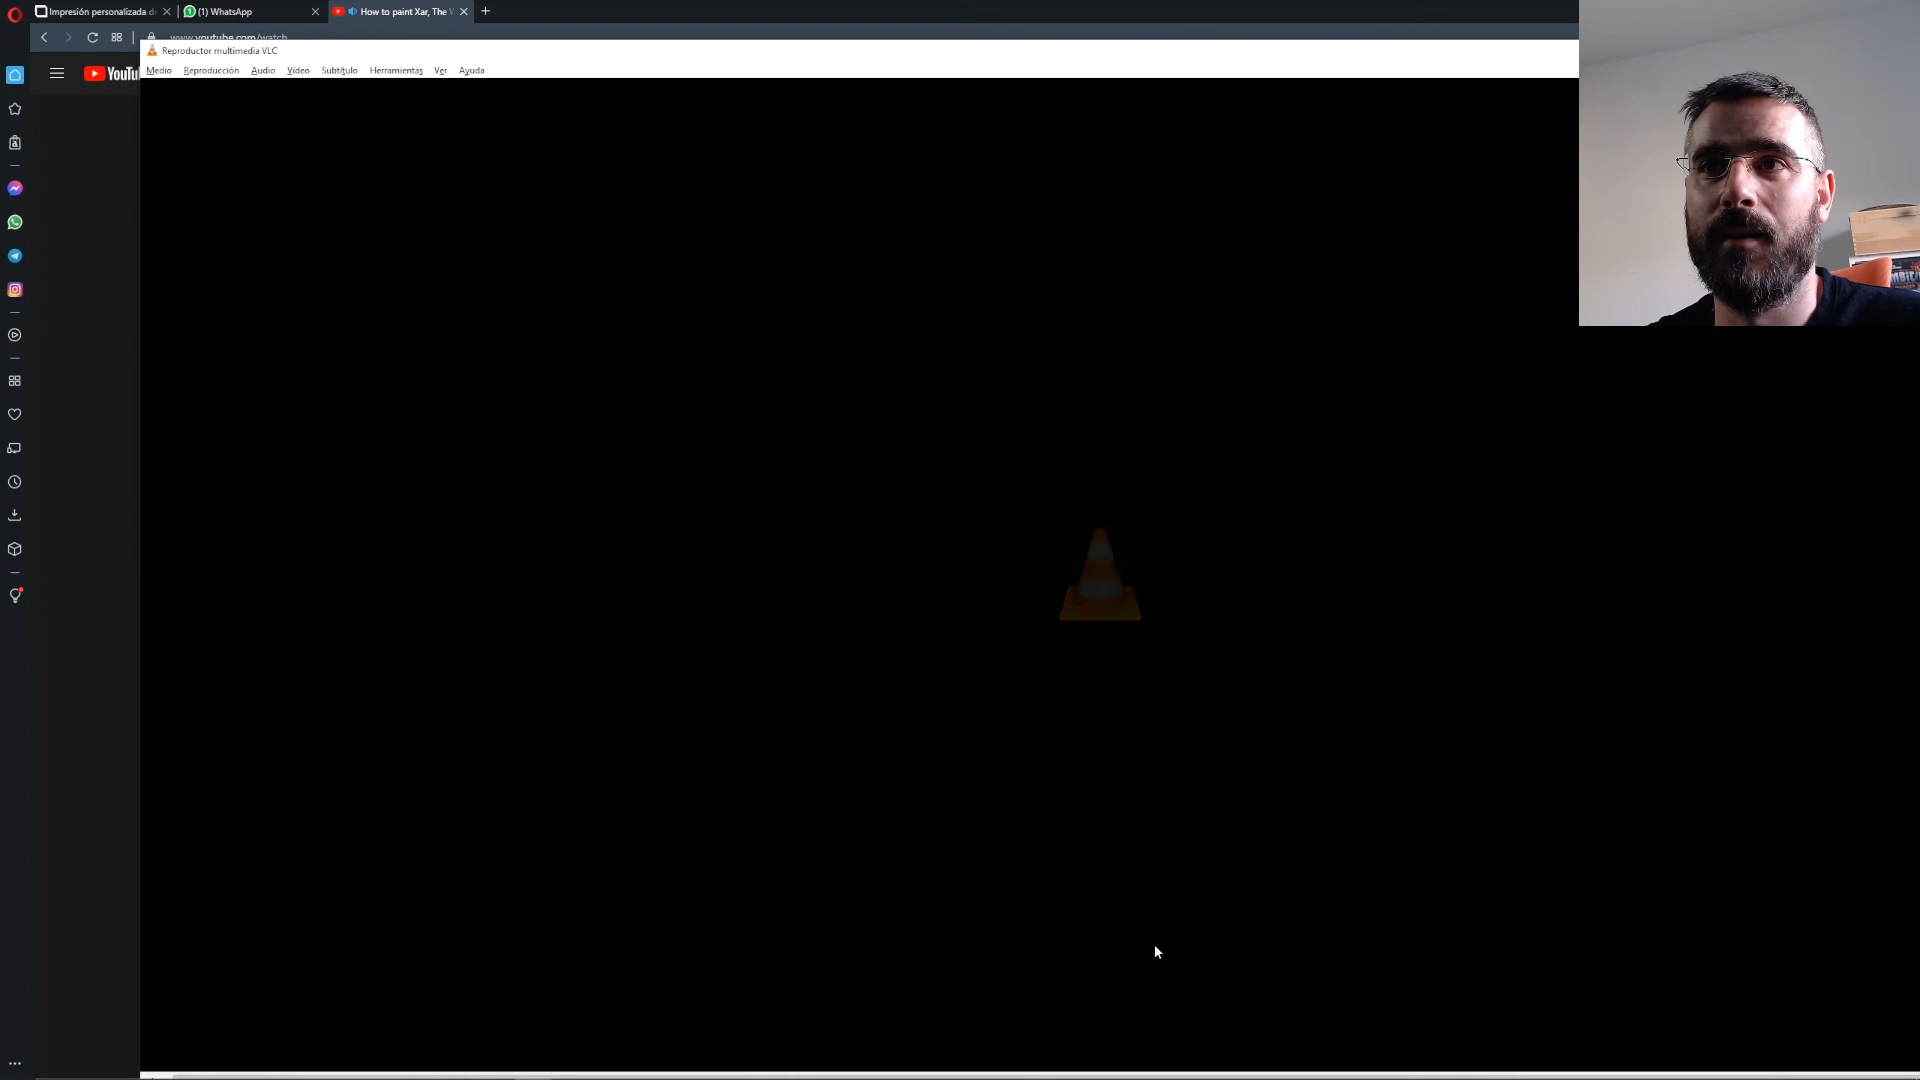 Impresión personalizada d
(1) WhatsApp
How to paint Xar, The
www.youtube.com/watch
Reproductor multimedia VLC
YouTu
Medio Reproducción Audio Vídeo Subtítulo Herramientas Ver Ayuda